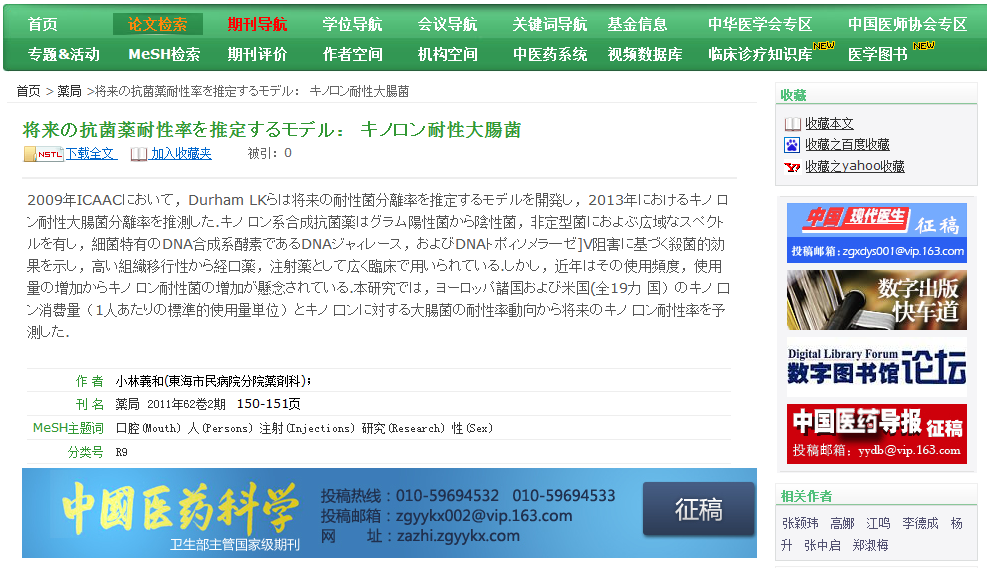 首页 论文检索 期刊导航 学位导航 会议导航 关键词导航 基金信息 中华医学会专区 中国医师协会专区
专题&活动 MeSH检索 期刊评价 作者空间 机构空间 中医药系统 视频数据库 临床诊疗知识库 NEW 医学图书 NEW
首页 > 薬局 >将来の抗菌薬耐性率を推定するモデル： キノロン耐性大腸菌
将来の抗菌薬耐性率を推定するモデル： キノロン耐性大腸菌
NSTL 下载全文 加入收藏夹 被引：0
2009年ICAACにおいて，Durham LKらは将来の耐性菌分離率を推定するモデルを開発し，2013年におけるキノロ
ン耐性大腸菌分離率を推測した.キノロン系合成抗菌薬はグラム陽性菌から陰性菌，非定型菌におよぶ広域なスペクト
ルを有し，細菌特有のDNA合成系酵素であるDNAジャイレース，およびDNAトポィソメラーゼ]V阻害に基づく殺菌的効
果を示し，高い組織移行性から経口薬，注射薬として広く臨床で用いられている.しかし，近年はその使用頻度，使用
量の増加からキノロン耐性菌の増加が懸念されている.本研究では，ヨーロッパ諸国および米国(全19力 国）のキノロ
ン消費量（1人あたりの標準的使用量単位）とキノロンに対する大腸菌の耐性率動向から将来のキノロン耐性率を予
測した．
作 者 小林義和(東海市民病院分院薬剤科)；
刊 名 薬局 2011年62巻2期 150-151页
MeSH主题词 口腔(Mouth) 人(Persons) 注射(Injections) 研究(Research) 性(Sex)
分类号 R9
中國医药科学
卫生部主管国家级期刊
投稿热线：010-59694532 010-59694533
投稿邮箱：zgyykx002@vip.163.com
网 址：zazhi.zgyykx.com
征稿
收藏
收藏本文
收藏之百度收藏
收藏之yahoo收藏
中国现代医生 征稿
投稿邮箱:zgxdys001@vip.163.com
数字出版
快车道
Digital Library Forum
数字图书馆论坛
中国医药导报 征稿
投稿邮箱：yydb@vip.163.com
相关作者
张颖玮 高郸 江鸣 李德成 杨
升 张中启 郑淑梅